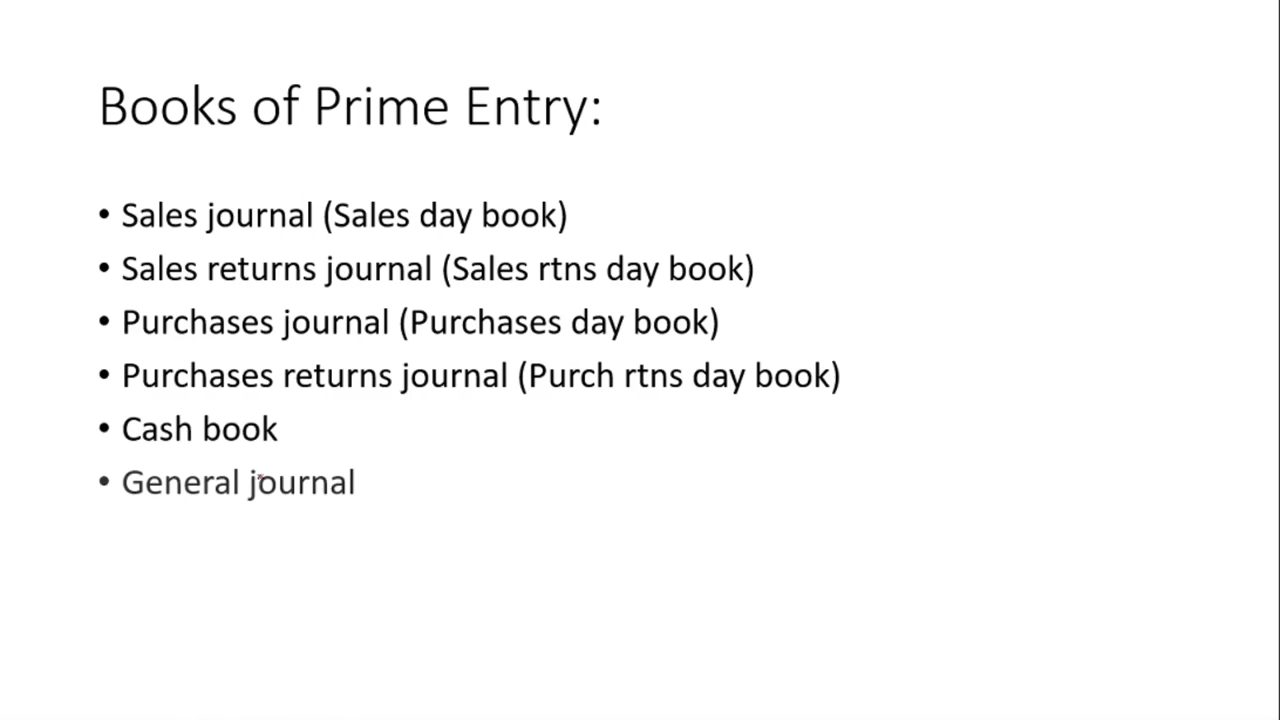 Books of Prime Entry:
• Sales journal (Sales day book)
• Sales returns journal (Sales rtns day book)
• Purchases journal (Purchases day book)
• Purchases returns journal (Purch rtns day book)
• Cash book
• General journal